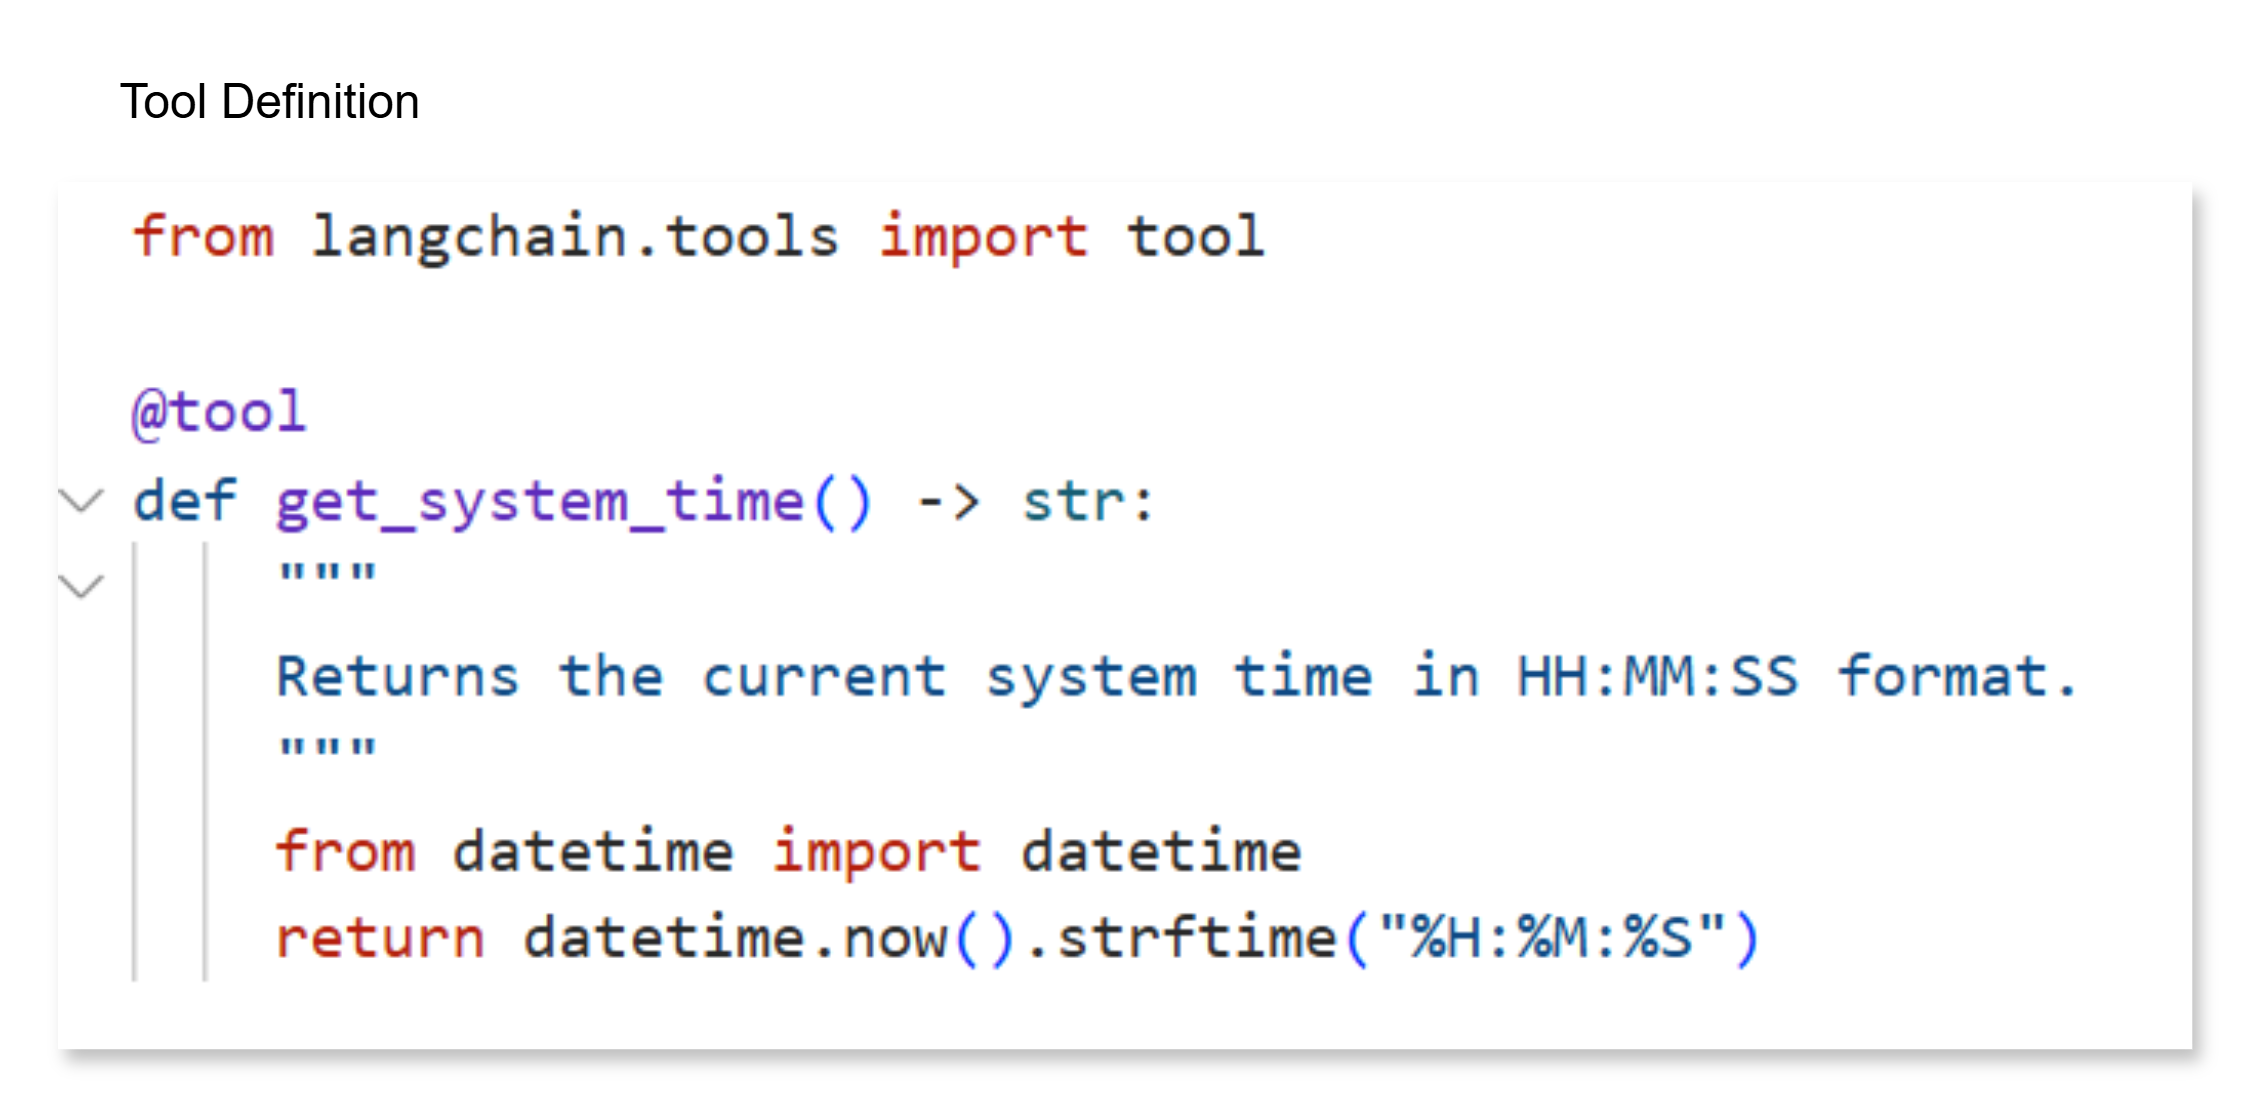 Tool Definition
from langchain.tools import tool
@tool
def get_system_time() -> str:
"""
Returns the current system time in HH:MM:SS format.
"""
from datetime import datetime
return datetime.now().strftime("%H:%M:%S")